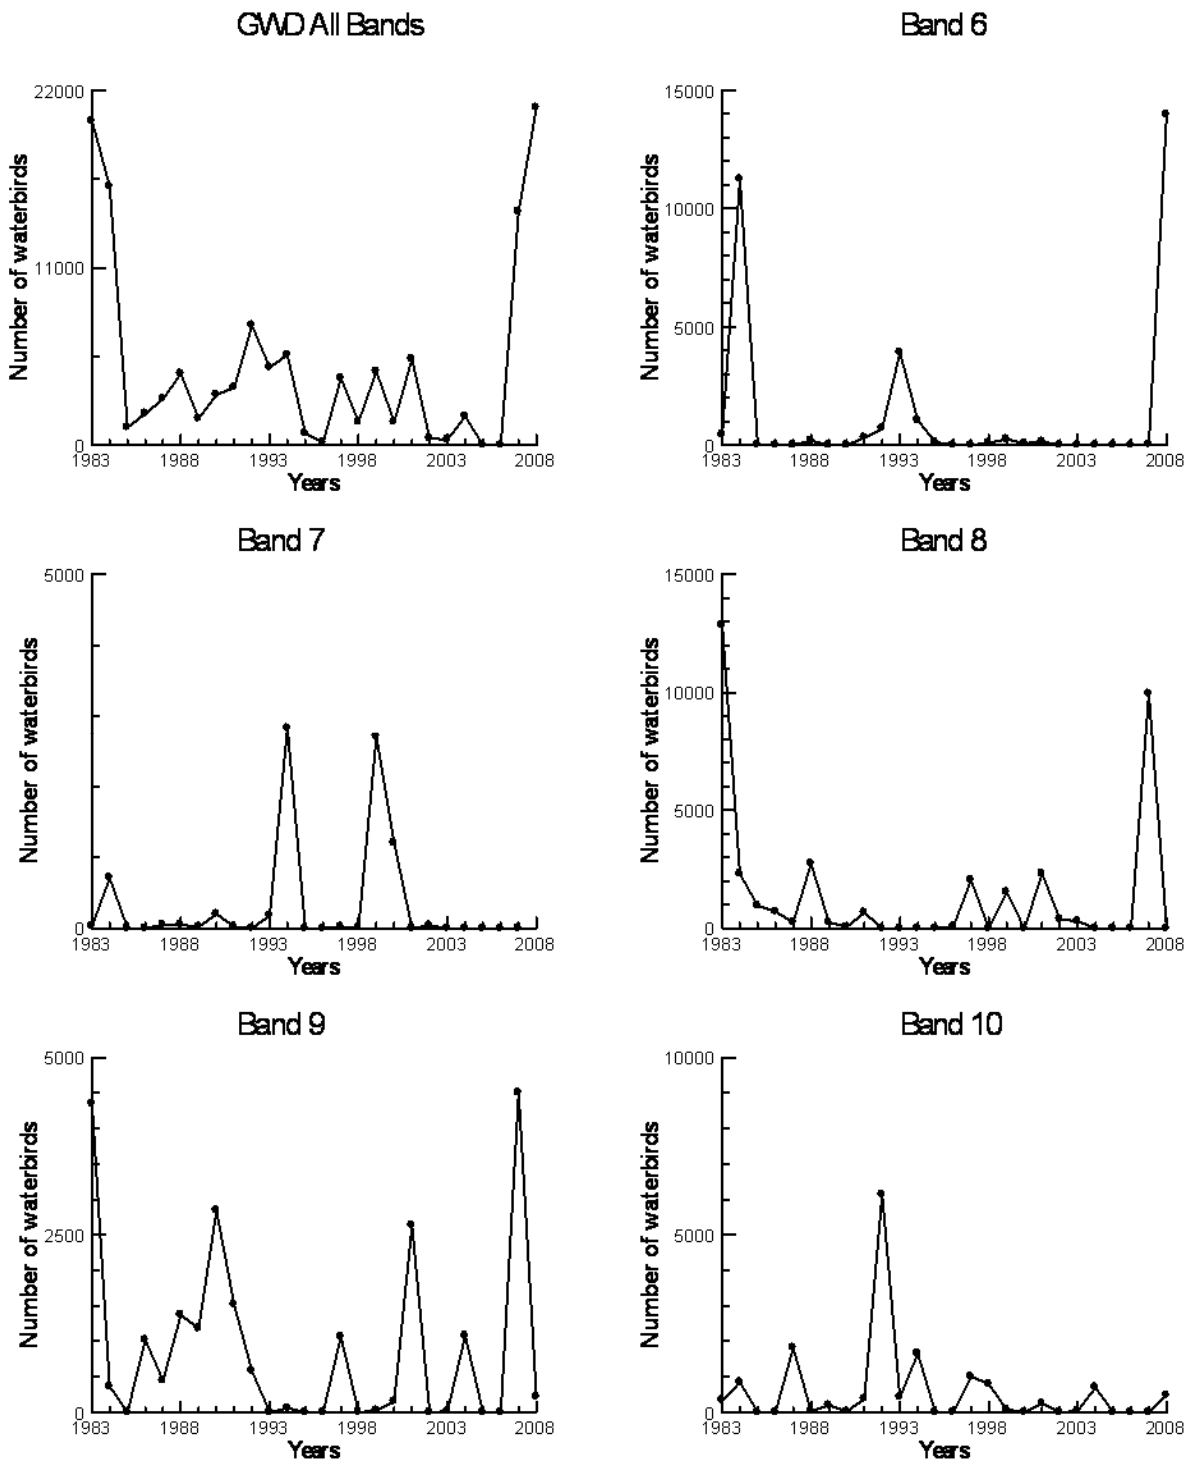 GWD All Bands
22000
11000
0
Number of waterbirds
1983 1988 1993 1998 2003 2008
Years
Band 6
15000
10000
5000
0
Number of waterbirds
1983 1988 1993 1998 2003 2008
Years
Band 7
5000
0
Number of waterbirds
1983 1988 1993 1998 2003 2008
Years
Band 8
15000
10000
5000
0
Number of waterbirds
1983 1988 1993 1998 2003 2008
Years
Band 9
5000
2500
0
Number of waterbirds
1983 1988 1993 1998 2003 2008
Years
Band 10
10000
5000
0
Number of waterbirds
1983 1988 1993 1998 2003 2008
Years